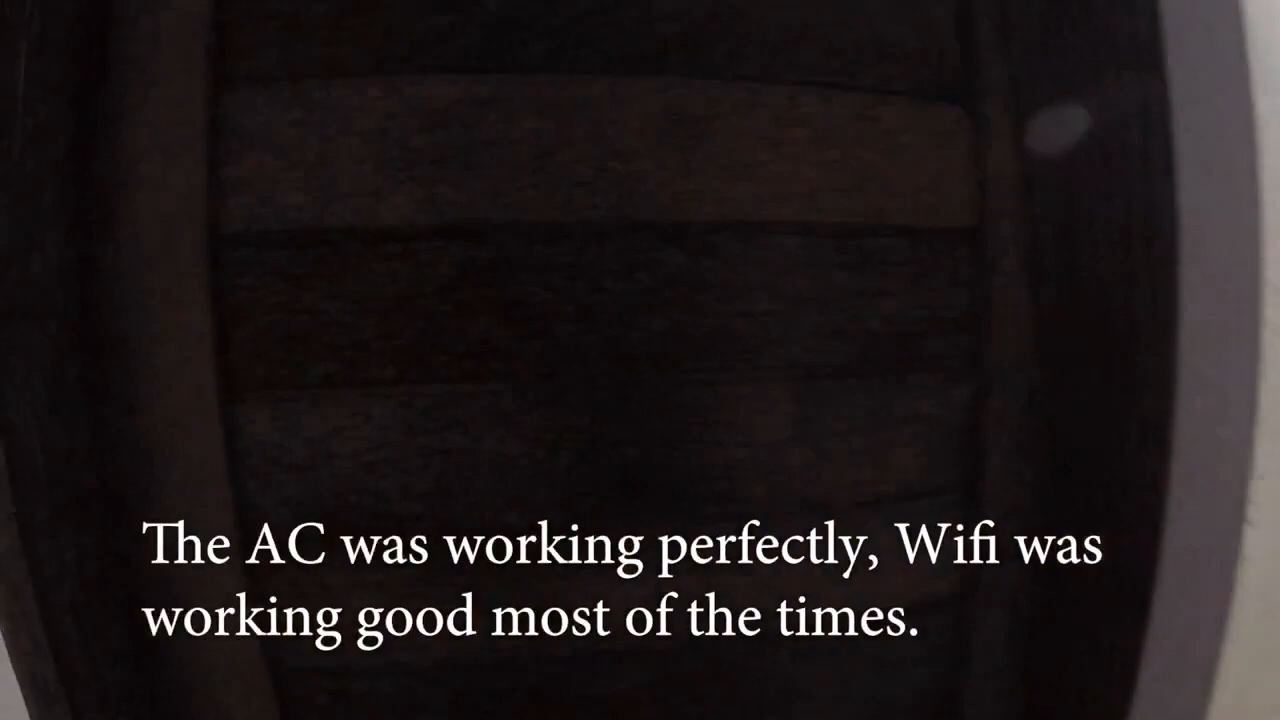 The AC was working perfectly, Wifi was
working good most of the times.